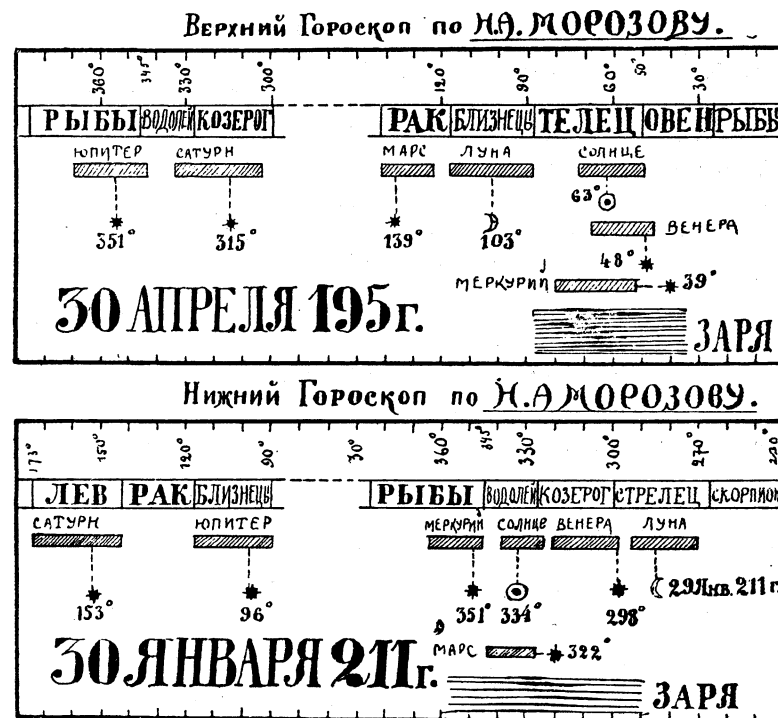 Верхний Гороскоп по Н.А. МОРОЗОВУ.
360° 345° 330° 300° 120° 90° 60° 50° 30°
РЫБЫ ВОДОЛЕЙ КОЗЕРОГ РАК БЛИЗНЕЦЫ ТЕЛЕЦ ОВЕН РЫБЫ
ЮПИТЕР САТУРН МАРС ЛУНА СОЛНЦЕ
63°
351° 315° 139° 103°
ВЕНЕРА
48°
МЕРКУРИЙ 39°
30 АПРЕЛЯ 195г.
ЗАРЯ
Нижний Гороскоп по Н.А МОРОЗОВУ.
173° 150° 120° 90° 30° 360° 345° 330° 300° 270° 220°
ЛЕВ РАК БЛИЗНЕЦЫ РЫБЫ ВОДОЛЕЙ КОЗЕРОГ СТРЕЛЕЦ СКОРПИОН
САТУРН ЮПИТЕР МЕРКУРИЙ СОЛНЦЕ ВЕНЕРА ЛУНА
29 Янв. 211 г.
153° 96° 351° 334° 298°
МАРС 322°
30 ЯНВАРЯ 211г.
ЗАРЯ